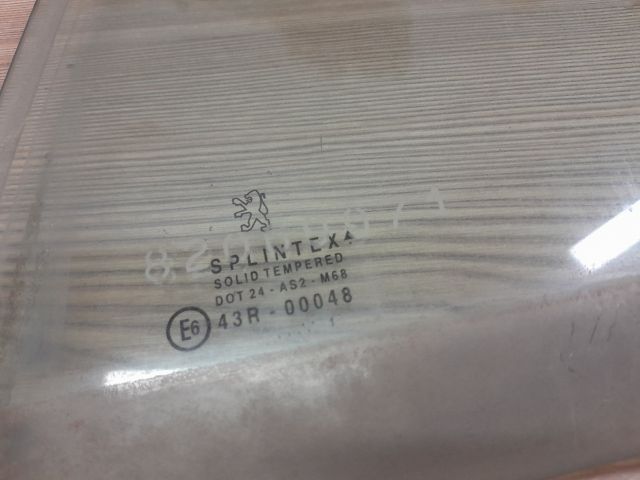 SPLINTEX
SOLID TEMPERED
DOT 24 - AS2 - M68
E6 43R - 00048